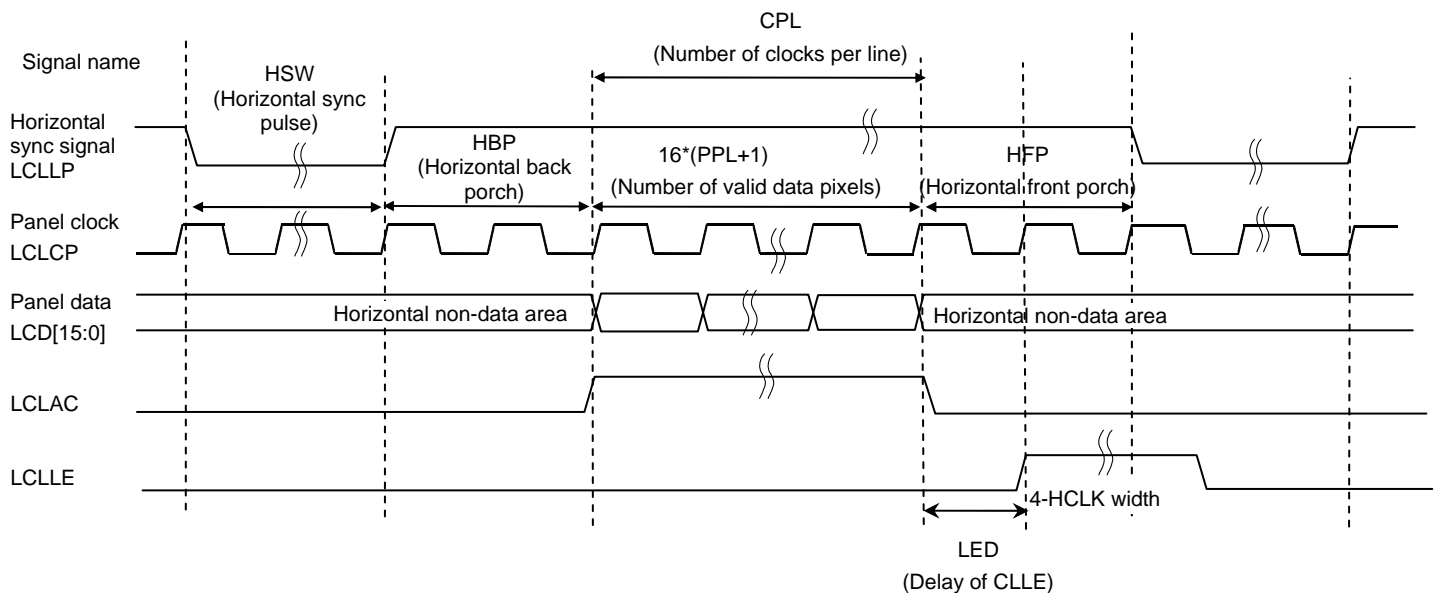 CPL
(Number of clocks per line)
Signal name
HSW
(Horizontal sync
pulse)
Horizontal
sync signal
LCLLP
HBP
(Horizontal back
porch)
16*(PPL+1)
(Number of valid data pixels)
HFP
(Horizontal front porch)
Panel clock
LCLCP
Panel data
LCD[15:0]
Horizontal non-data area
Horizontal non-data area
LCLAC
LCLLE
4-HCLK width
LED
(Delay of CLLE)